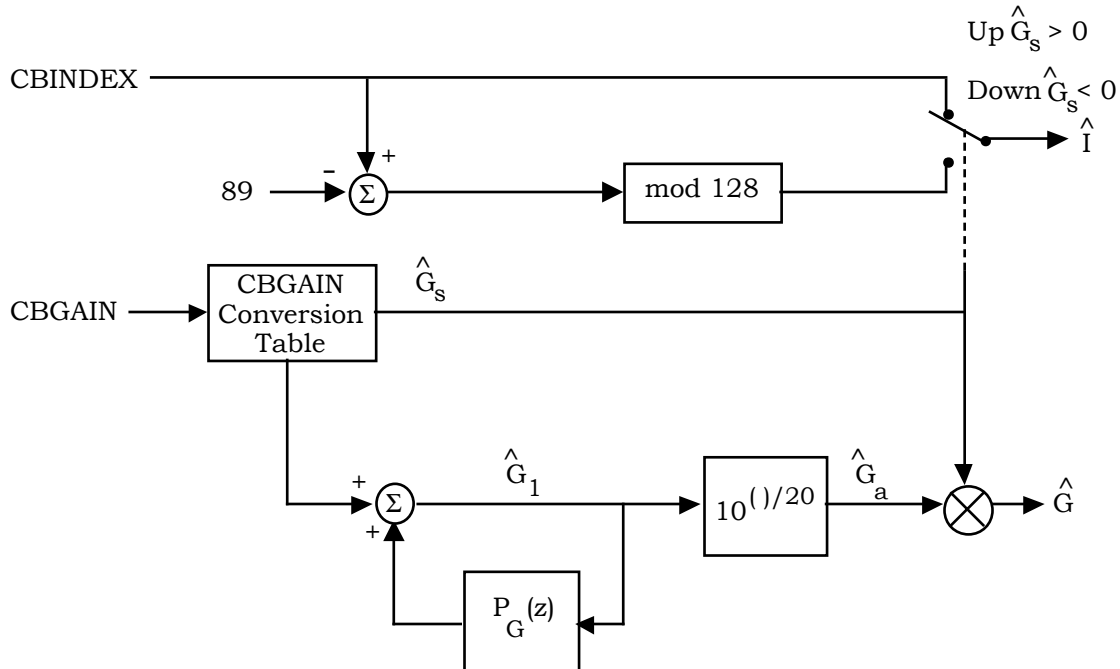 Up Ĝs > 0
CBINDEX
Down Ĝs < 0
Î
+
-
89
Σ
mod 128
Ĝs
CBGAIN
CBGAIN
Conversion
Table
Ĝ1
Ĝa
+
Σ
+
10^( )/20
Ĝ
PG(z)